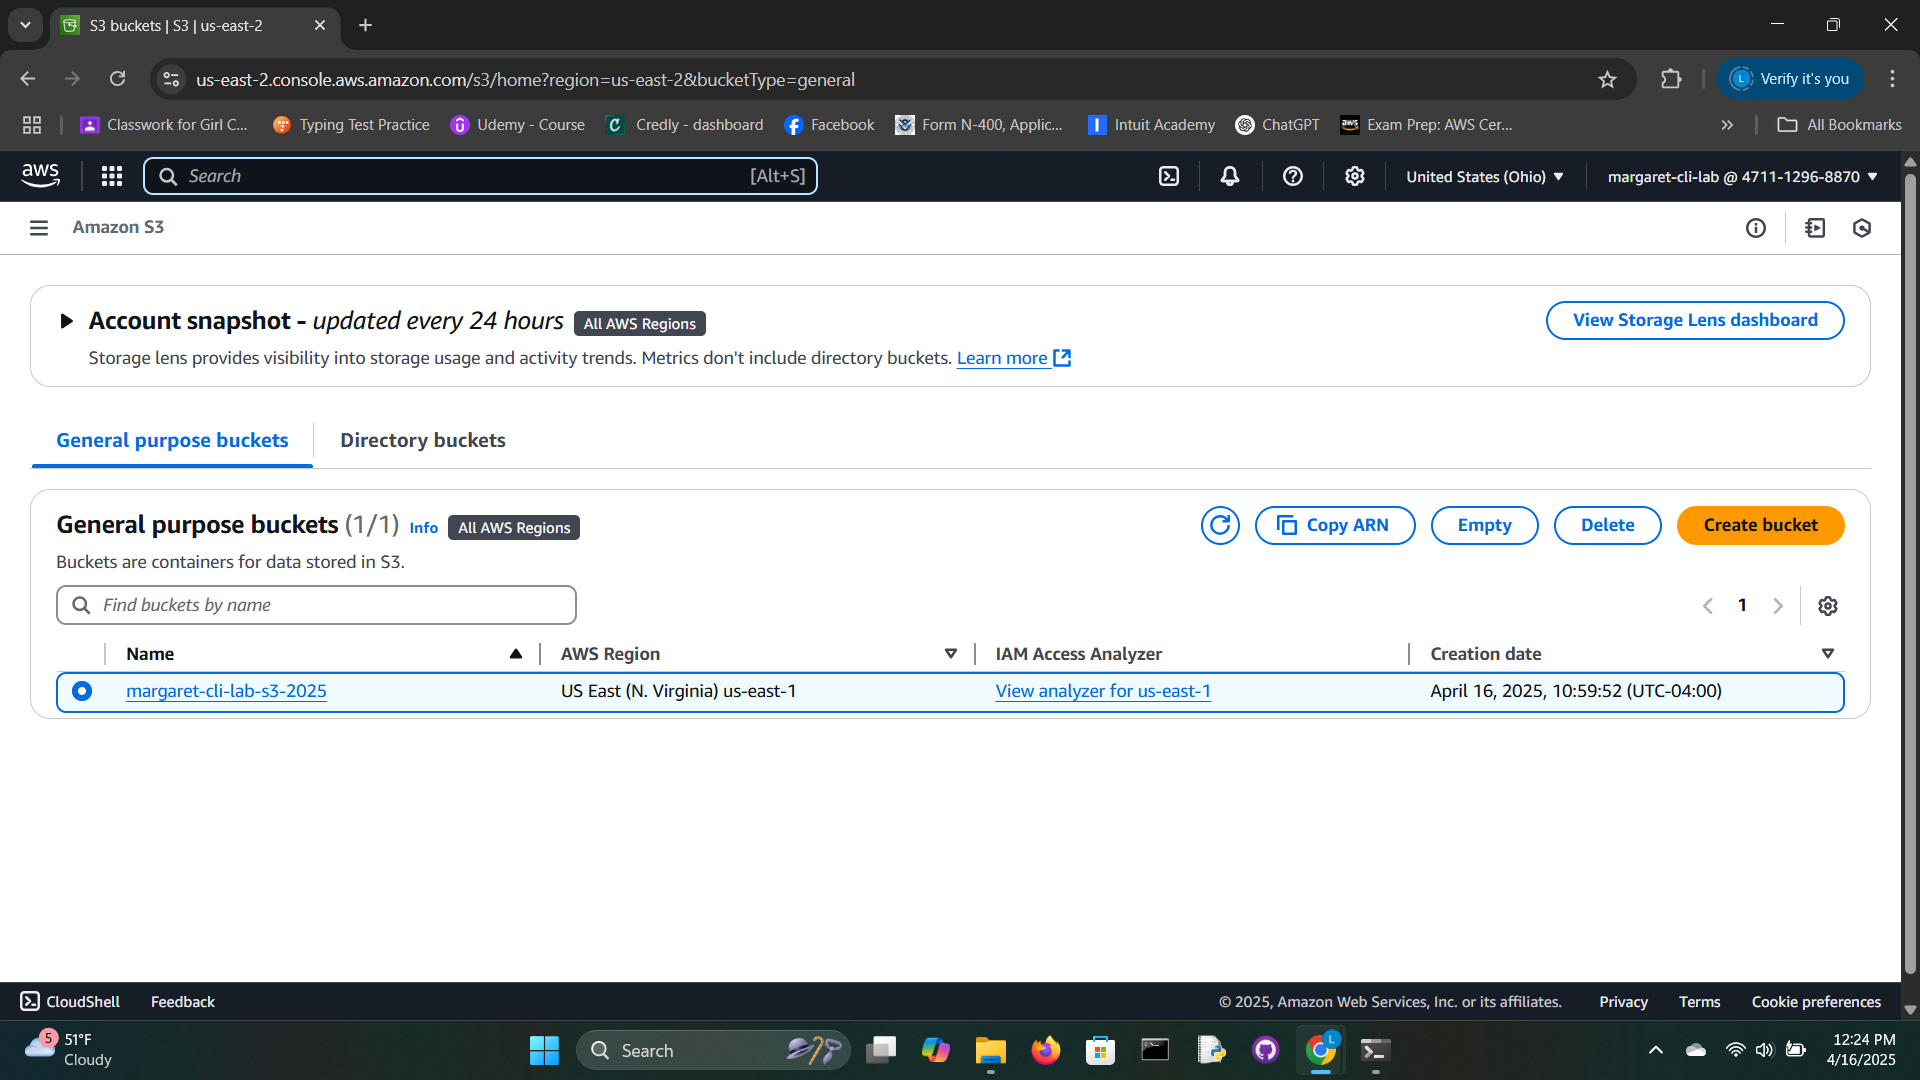 S3 buckets | S3 | us-east-2
us-east-2.console.aws.amazon.com/s3/home?region=us-east-2&bucketType=general
L Verify it's you
Classwork for Girl C... Typing Test Practice Udemy - Course Credly - dashboard Facebook Form N-400, Applic... Intuit Academy ChatGPT aws Exam Prep: AWS Cer... » All Bookmarks
aws Search [Alt+S] United States (Ohio) margaret-cli-lab @ 4711-1296-8870
Amazon S3
Account snapshot - updated every 24 hours All AWS Regions View Storage Lens dashboard
Storage lens provides visibility into storage usage and activity trends. Metrics don't include directory buckets. Learn more
General purpose buckets Directory buckets
General purpose buckets (1/1) Info All AWS Regions Copy ARN Empty Delete Create bucket
Buckets are containers for data stored in S3.
Find buckets by name 1
Name AWS Region IAM Access Analyzer Creation date
margaret-cli-lab-s3-2025 US East (N. Virginia) us-east-1 View analyzer for us-east-1 April 16, 2025, 10:59:52 (UTC-04:00)
CloudShell Feedback © 2025, Amazon Web Services, Inc. or its affiliates. Privacy Terms Cookie preferences
5 51°F
Cloudy
Search
L
12:24 PM
4/16/2025